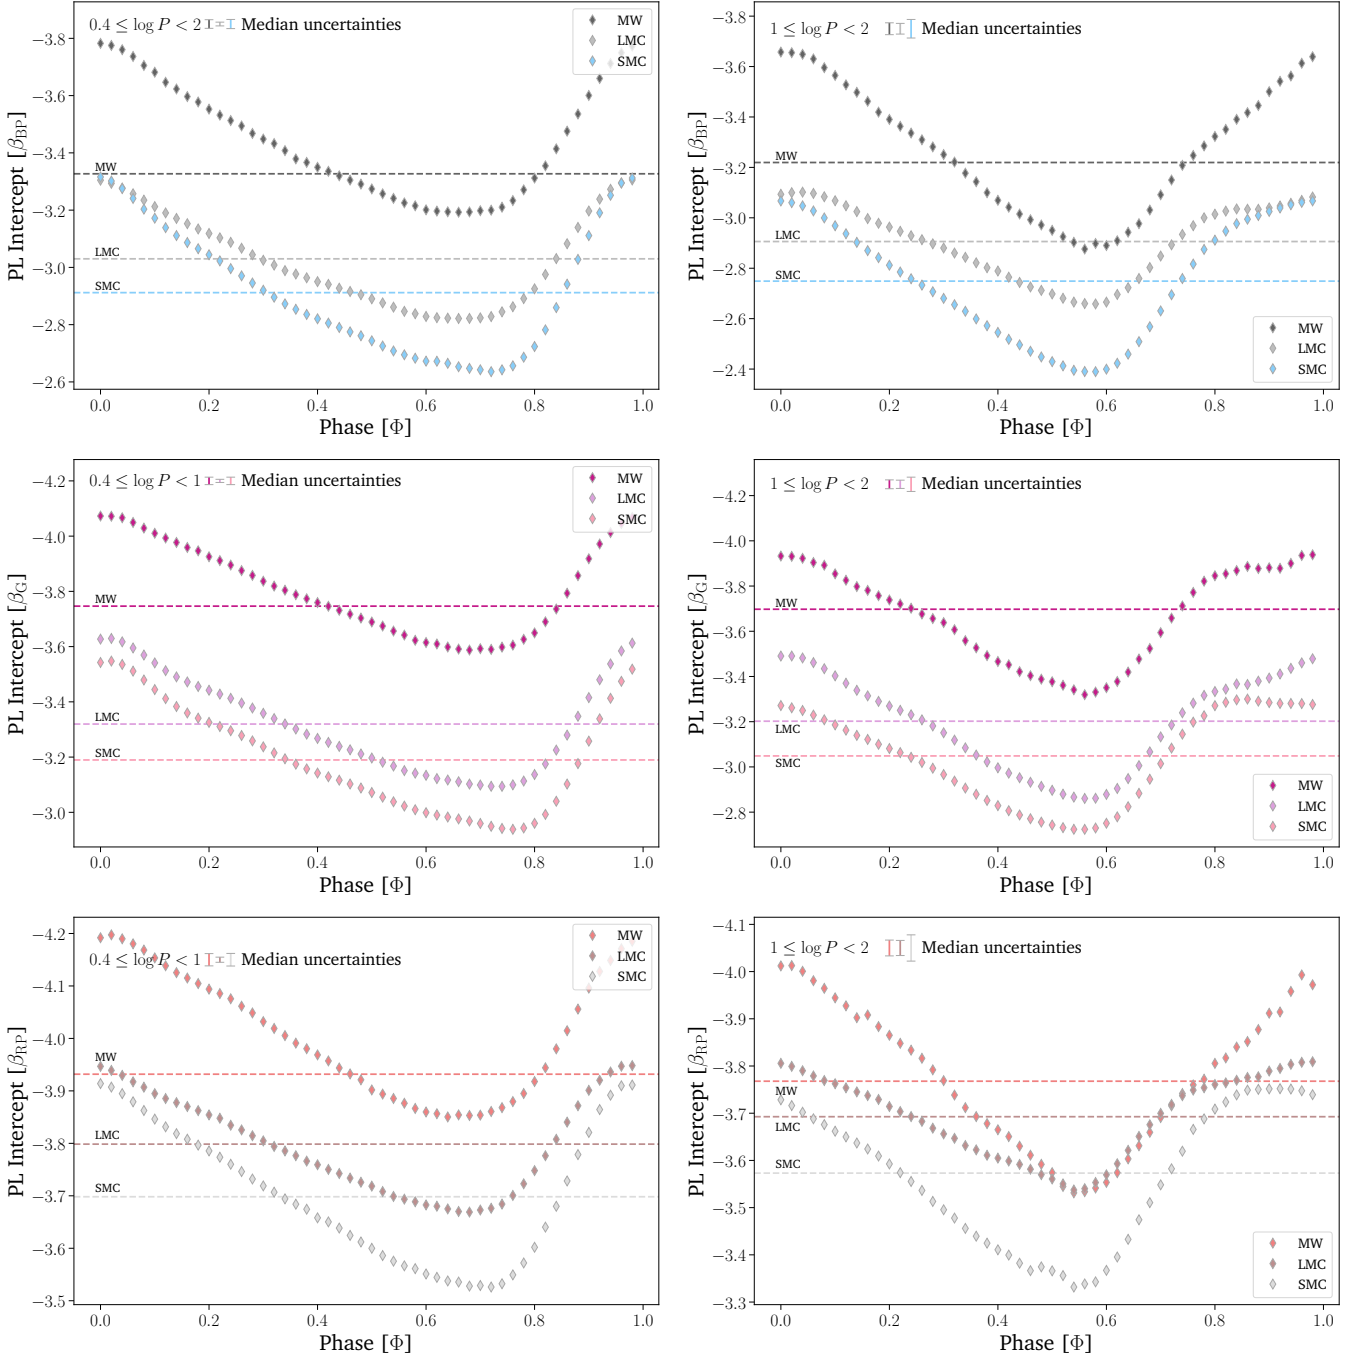 0.4 ≤ log P < 2 Median uncertainties
MW
LMC
SMC
MW
LMC
SMC
PL Intercept [β_BP]
−3.8
−3.6
−3.4
−3.2
−3.0
−2.8
−2.6
0.0 0.2 0.4 0.6 0.8 1.0
Phase [Φ]
1 ≤ log P < 2 Median uncertainties
MW
LMC
SMC
MW
LMC
SMC
PL Intercept [β_BP]
−3.8
−3.6
−3.4
−3.2
−3.0
−2.8
−2.6
−2.4
0.0 0.2 0.4 0.6 0.8 1.0
Phase [Φ]
0.4 ≤ log P < 1 Median uncertainties
MW
LMC
SMC
MW
LMC
SMC
PL Intercept [β_G]
−4.2
−4.0
−3.8
−3.6
−3.4
−3.2
−3.0
0.0 0.2 0.4 0.6 0.8 1.0
Phase [Φ]
1 ≤ log P < 2 Median uncertainties
MW
LMC
SMC
MW
LMC
SMC
PL Intercept [β_G]
−4.2
−4.0
−3.8
−3.6
−3.4
−3.2
−3.0
−2.8
0.0 0.2 0.4 0.6 0.8 1.0
Phase [Φ]
0.4 ≤ log P < 1 Median uncertainties
MW
LMC
SMC
MW
LMC
SMC
PL Intercept [β_RP]
−4.2
−4.1
−4.0
−3.9
−3.8
−3.7
−3.6
−3.5
0.0 0.2 0.4 0.6 0.8 1.0
Phase [Φ]
1 ≤ log P < 2 Median uncertainties
MW
LMC
SMC
MW
LMC
SMC
PL Intercept [β_RP]
−4.1
−4.0
−3.9
−3.8
−3.7
−3.6
−3.5
−3.4
−3.3
0.0 0.2 0.4 0.6 0.8 1.0
Phase [Φ]